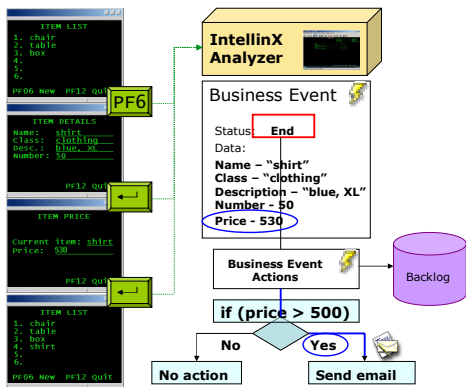 ITEM LIST
1. chair
2. table
3. box
4.
5.
6.
PF06 New PF12 Quit
PF6
ITEM DETAILS
Name: shirt
Class: clothing
Desc.: blue, XL
Number: 50
PF12 Quit
ITEM PRICE
Current item: shirt
Price: 530
PF12 Quit
ITEM LIST
1. chair
2. table
3. box
4. shirt
5.
6.
PF06 New PF12 Quit
IntellinX
Analyzer
Business Event
Status: End
Data:
Name – “shirt”
Class – “clothing”
Description – “blue, XL”
Number - 50
Price - 530
Business Event
Actions
Backlog
if (price > 500)
No
Yes
No action
Send email